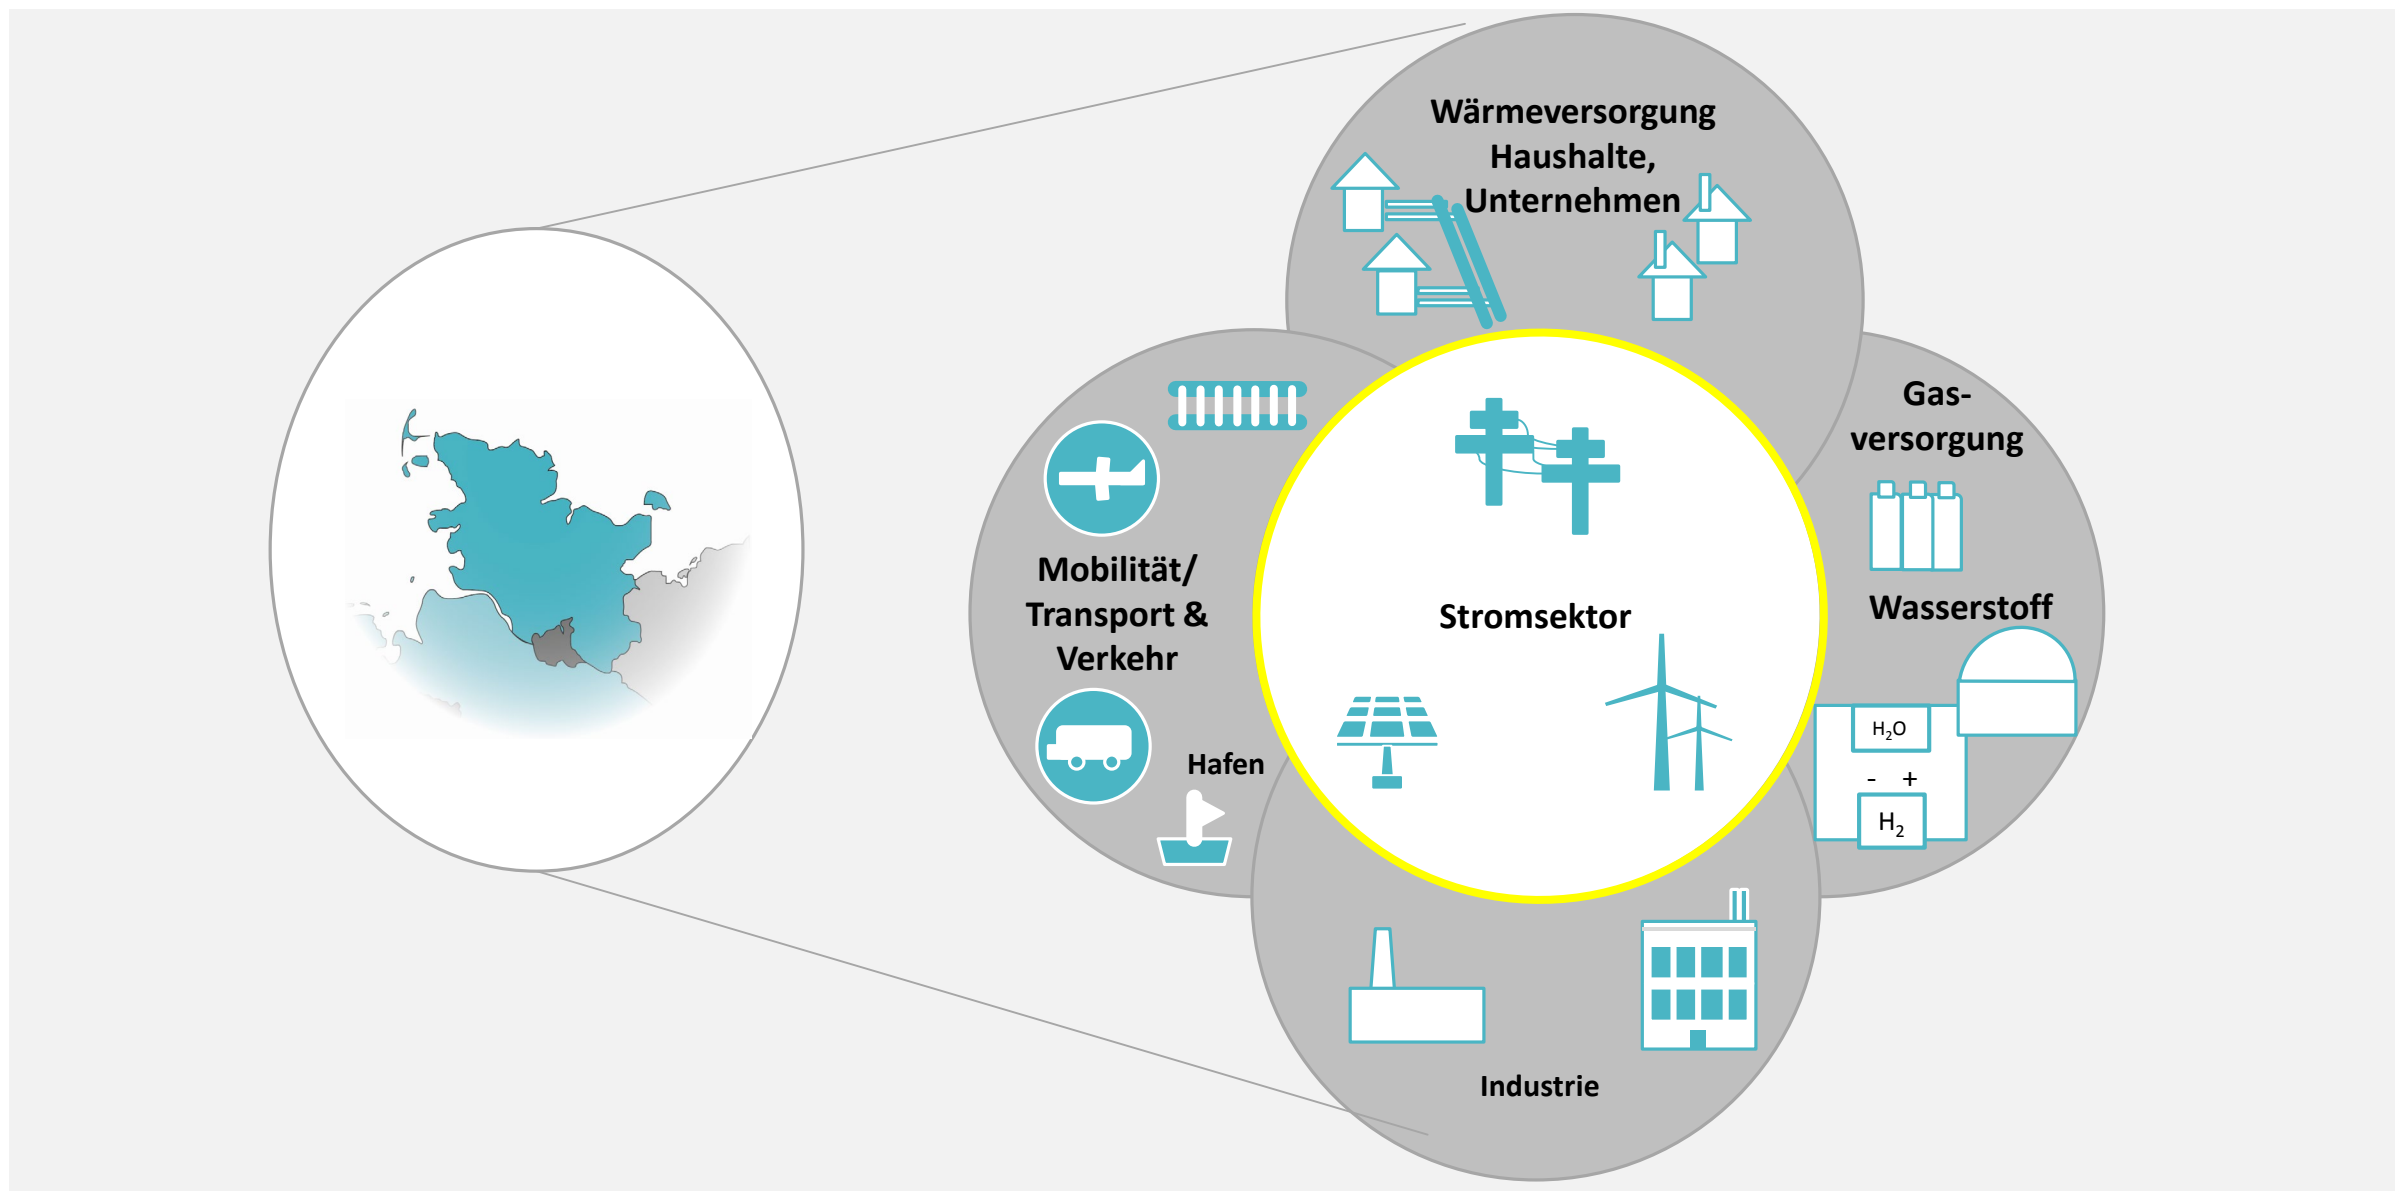 Wärmeversorgung
Haushalte,
Unternehmen
Gas-
versorgung
Mobilität/
Transport &
Verkehr
Stromsektor
Wasserstoff
H₂O
- +
H₂
Hafen
Industrie